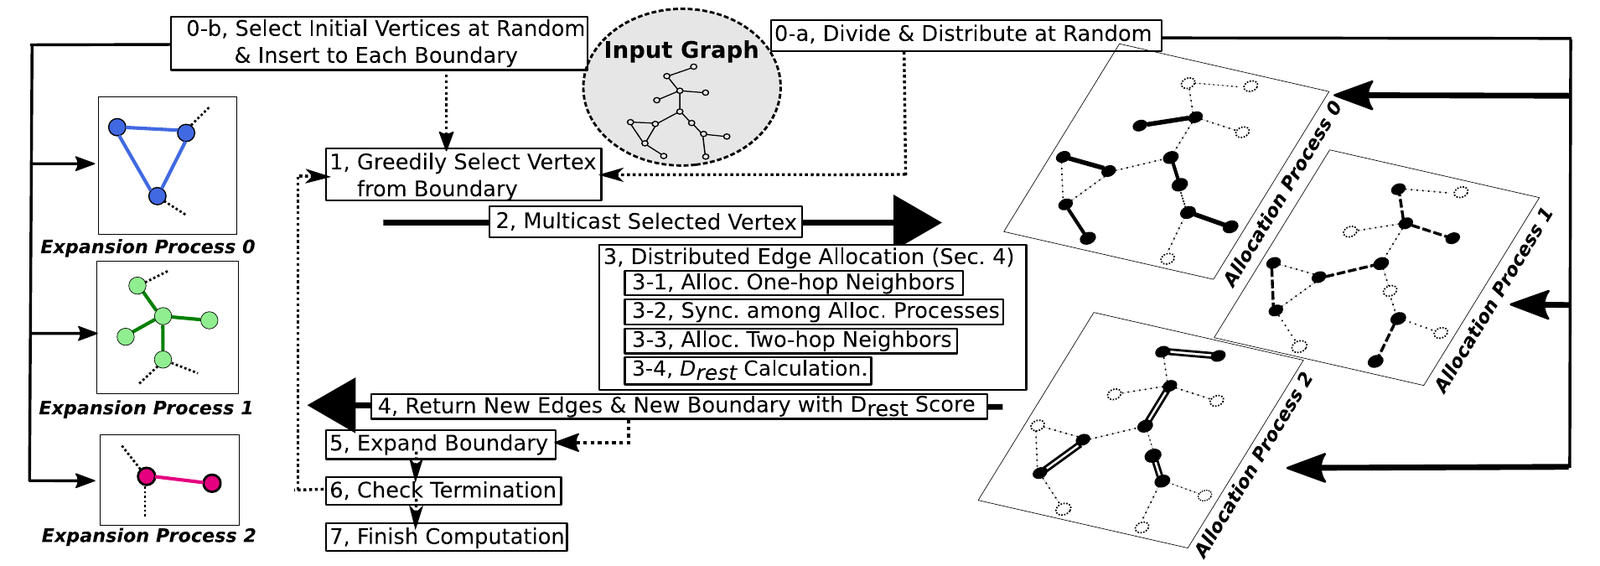 0-b, Select Initial Vertices at Random
& Insert to Each Boundary
Input Graph
0-a, Divide & Distribute at Random
1, Greedily Select Vertex
from Boundary
2, Multicast Selected Vertex
3, Distributed Edge Allocation (Sec. 4)
3-1, Alloc. One-hop Neighbors
3-2, Sync. among Alloc. Processes
3-3, Alloc. Two-hop Neighbors
3-4, Drest Calculation.
4, Return New Edges & New Boundary with Drest Score
5, Expand Boundary
6, Check Termination
7, Finish Computation
Expansion Process 0
Expansion Process 1
Expansion Process 2
Allocation Process 0
Allocation Process 1
Allocation Process 2